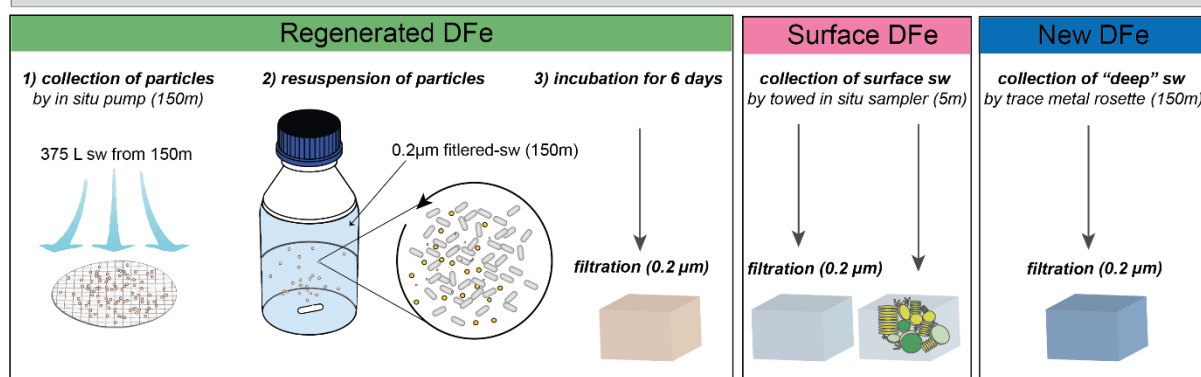 Regenerated DFe
1) collection of particles
by in situ pump (150m)
375 L sw from 150m
2) resuspension of particles
0.2µm fitlered-sw (150m)
3) incubation for 6 days
filtration (0.2 µm)
Surface DFe
collection of surface sw
by towed in situ sampler (5m)
filtration (0.2 µm)
New DFe
collection of “deep” sw
by trace metal rosette (150m)
filtration (0.2 µm)